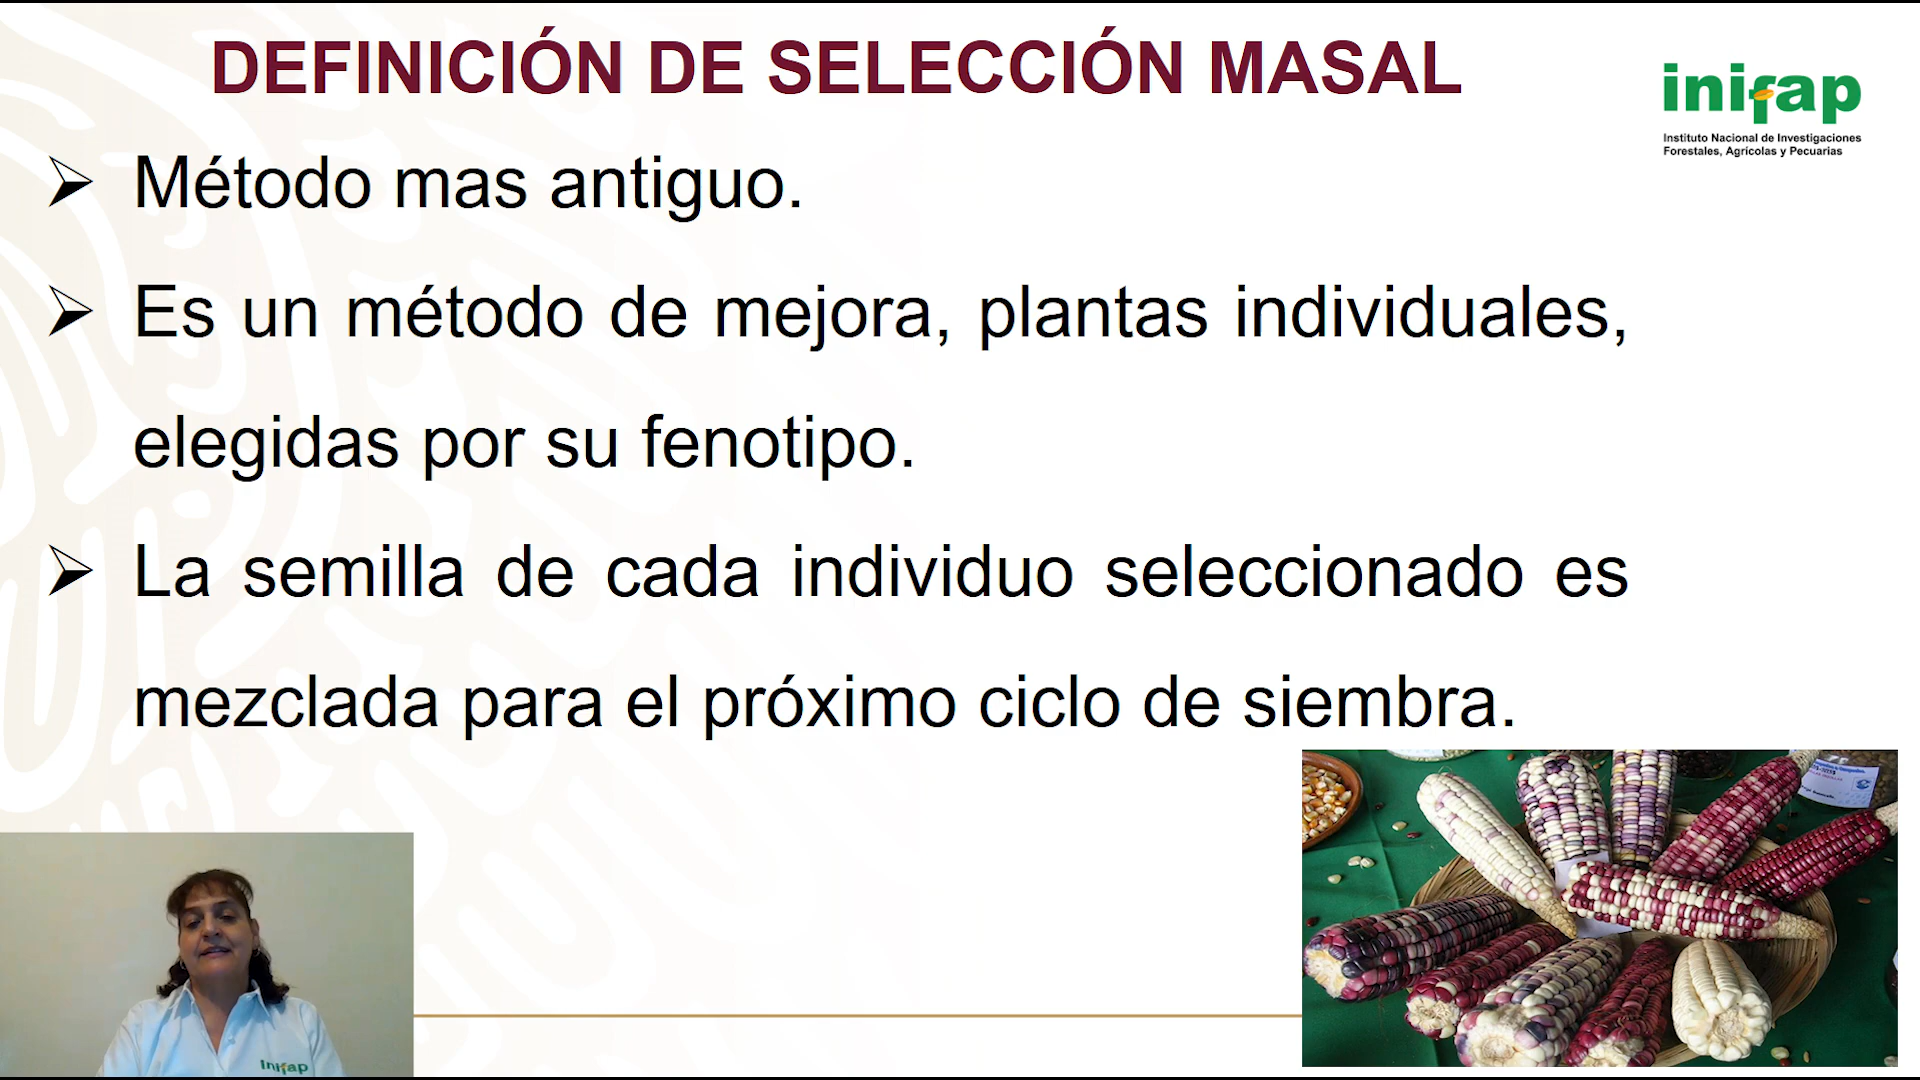 DEFINICIÓN DE SELECCIÓN MASAL
inifap
Instituto Nacional de Investigaciones
Forestales, Agrícolas y Pecuarias
Método mas antiguo.
Es un método de mejora, plantas individuales,
elegidas por su fenotipo.
La semilla de cada individuo seleccionado es
mezclada para el próximo ciclo de siembra.
inifap